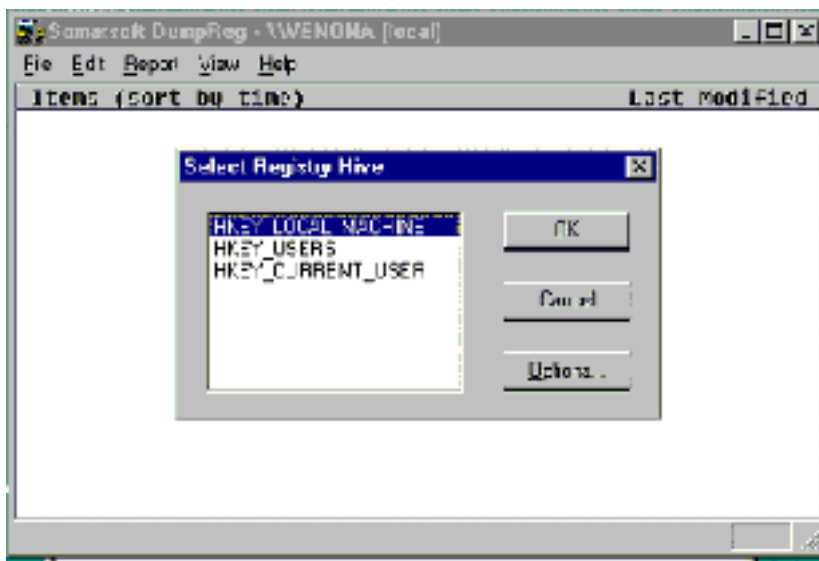 Somarsoft DumpReg - \\WENONA [local]
File Edit Report View Help
Items (sort by time) Last Modified
Select Registry Hive
HKEY_LOCAL_MACHINE
HKEY_USERS
HKEY_CURRENT_USER
OK
Cancel
Options...